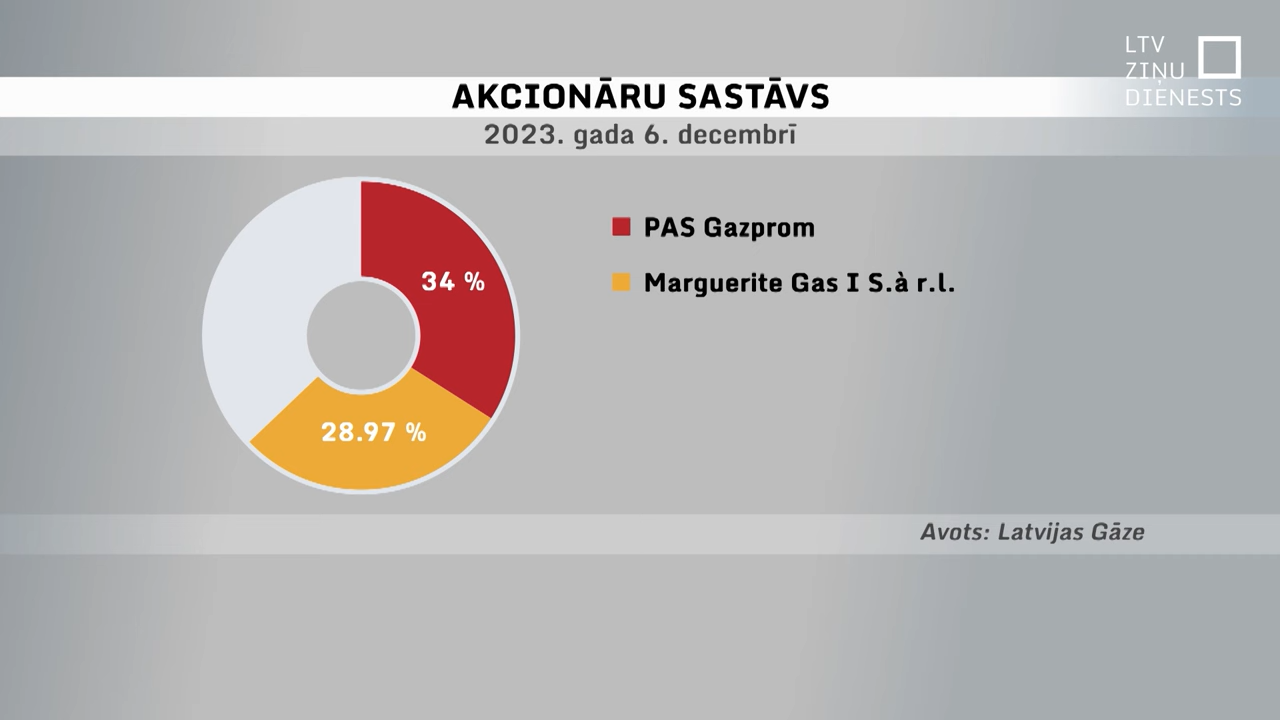 LTV
ZIŅU
DIENESTS
AKCIONĀRU SASTĀVS
2023. gada 6. decembrī
34 %
28.97 %
PAS Gazprom
Marguerite Gas I S.à r.l.
Avots: Latvijas Gāze